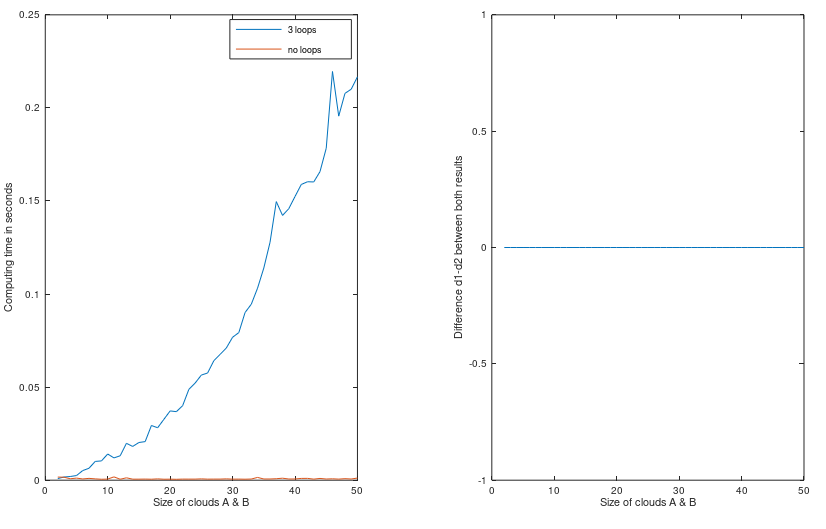 0.25
0.2
0.15
0.1
0.05
0
0 10 20 30 40 50
Computing time in seconds
Size of clouds A & B
3 loops
no loops
1
0.5
0
-0.5
-1
0 10 20 30 40 50
Difference d1-d2 between both results
Size of clouds A & B